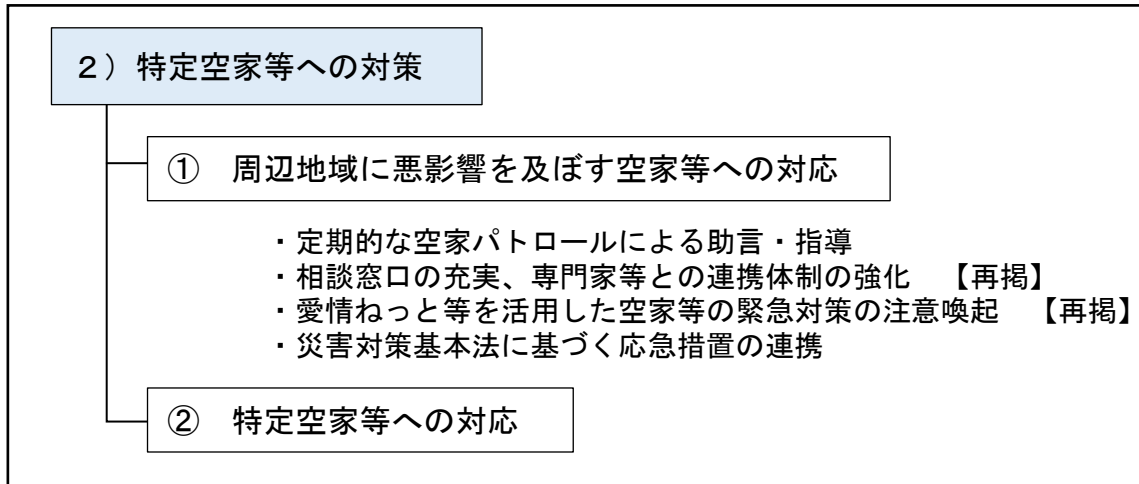 ２）特定空家等への対策
①　周辺地域に悪影響を及ぼす空家等への対応
・定期的な空家パトロールによる助言・指導
・相談窓口の充実、専門家等との連携体制の強化　【再掲】
・愛情ねっと等を活用した空家等の緊急対策の注意喚起　【再掲】
・災害対策基本法に基づく応急措置の連携
②　特定空家等への対応